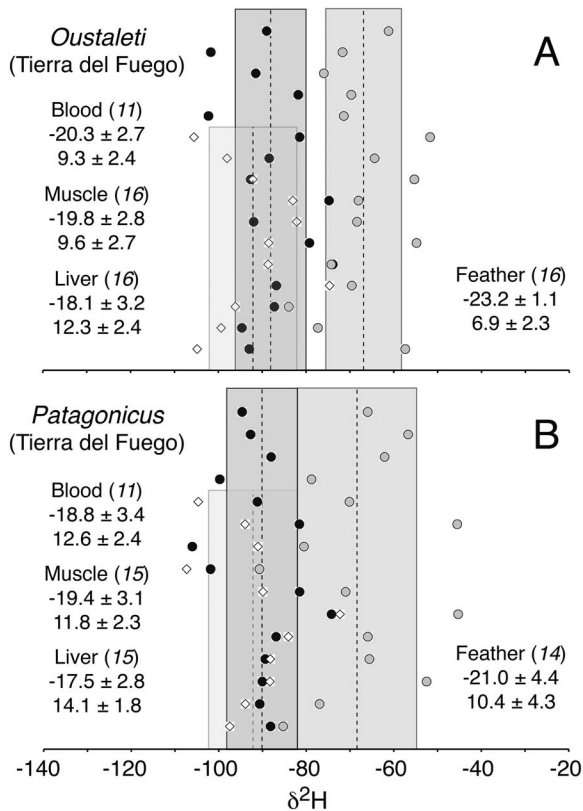 Oustaleti
(Tierra del Fuego)
A
Blood (11)
-20.3 ± 2.7
9.3 ± 2.4
Muscle (16)
-19.8 ± 2.8
9.6 ± 2.7
Liver (16)
-18.1 ± 3.2
12.3 ± 2.4
Feather (16)
-23.2 ± 1.1
6.9 ± 2.3
Patagonicus
(Tierra del Fuego)
B
Blood (11)
-18.8 ± 3.4
12.6 ± 2.4
Muscle (15)
-19.4 ± 3.1
11.8 ± 2.3
Liver (15)
-17.5 ± 2.8
14.1 ± 1.8
Feather (14)
-21.0 ± 4.4
10.4 ± 4.3
-140 -120 -100 -80 -60 -40 -20
δ²H